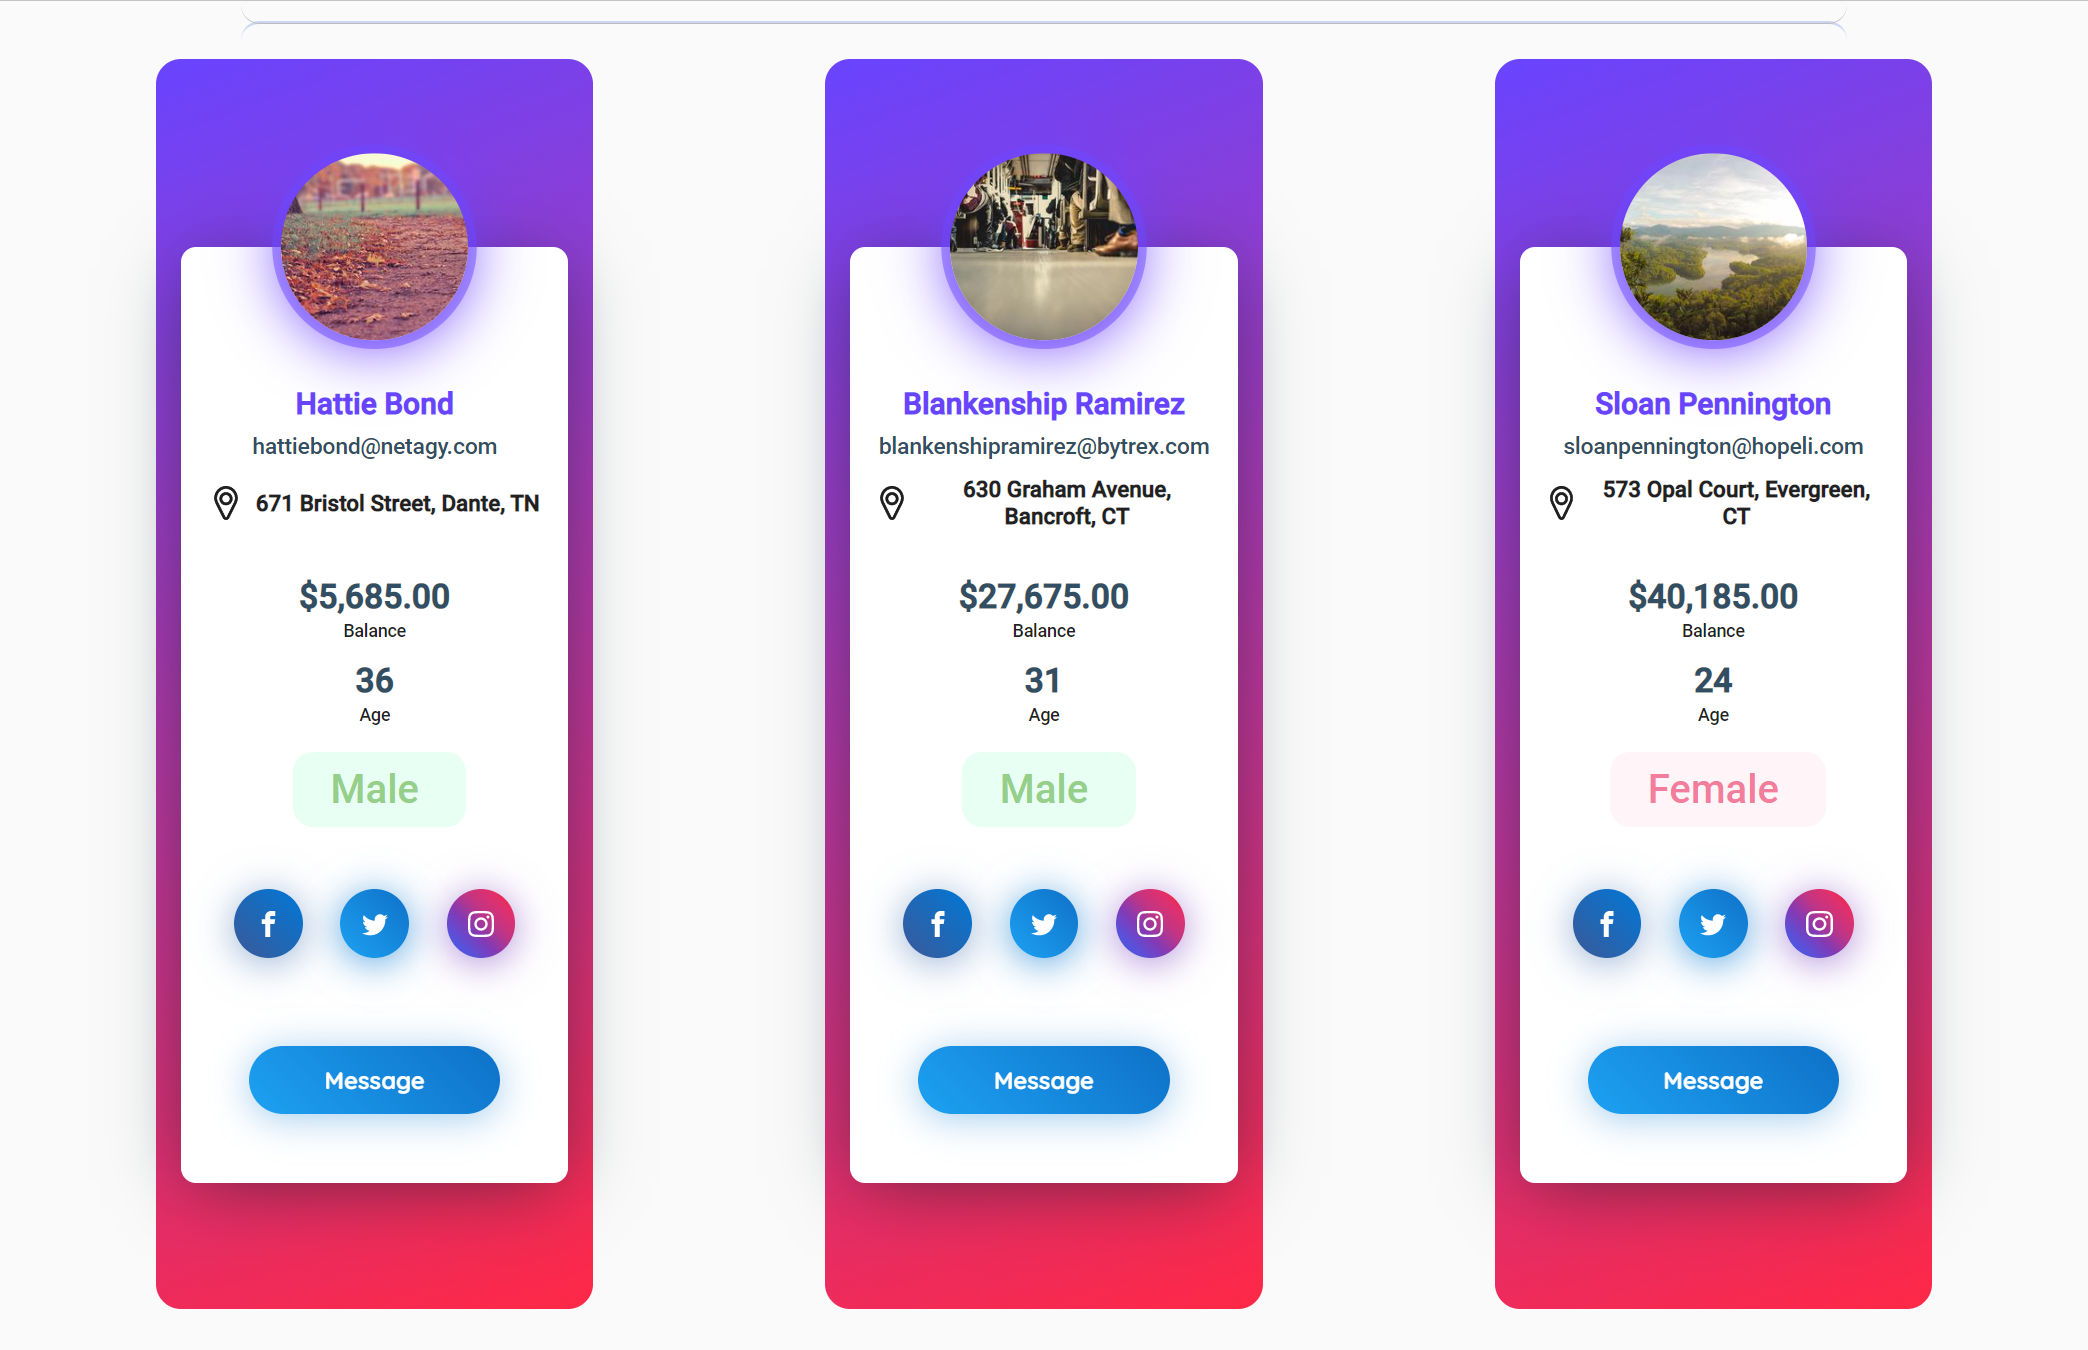 Hattie Bond
hattiebond@netagy.com
671 Bristol Street, Dante, TN
$5,685.00
Balance
36
Age
Male
Message
Blankenship Ramirez
blankenshipramirez@bytrex.com
630 Graham Avenue,
Bancroft, CT
$27,675.00
Balance
31
Age
Male
Message
Sloan Pennington
sloanpennington@hopeli.com
573 Opal Court, Evergreen,
CT
$40,185.00
Balance
24
Age
Female
Message